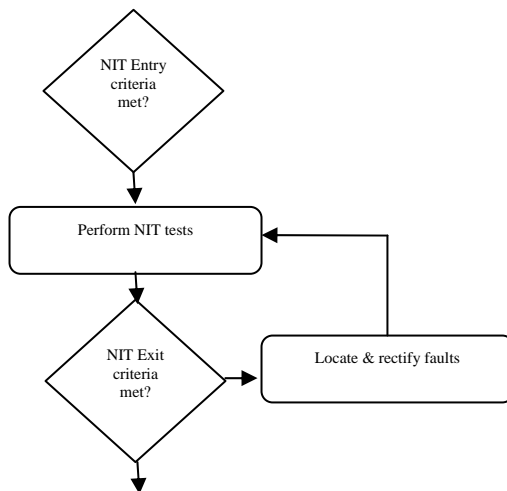 NIT Entry
criteria
met?
Perform NIT tests
NIT Exit
criteria
met?
Locate & rectify faults